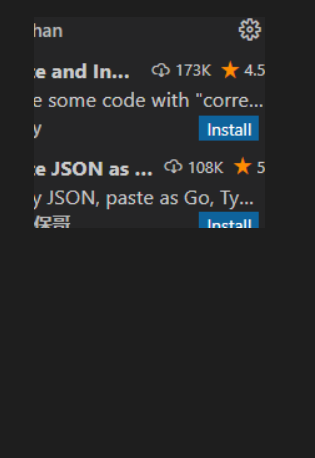 han
e and In... 173K 4.5
e some code with "corre...
y Install
e JSON as ... 108K 5
y JSON, paste as Go, Ty...
保哥 Install